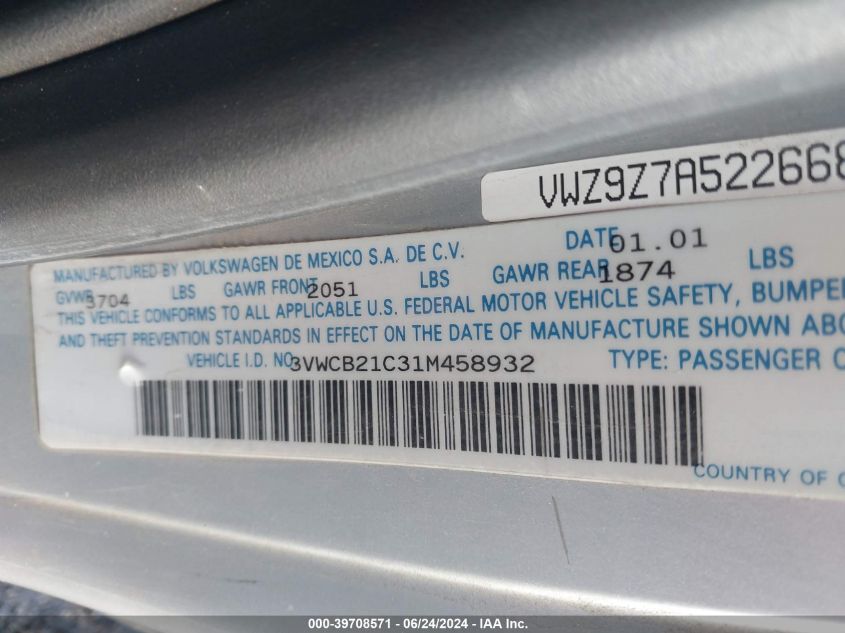 VWZ9Z7A522668
MANUFACTURED BY VOLKSWAGEN DE MEXICO S.A. DE C.V. DATE 01.01
GVWR 3704 LBS GAWR FRONT 2051 LBS GAWR REAR 1874 LBS
THIS VEHICLE CONFORMS TO ALL APPLICABLE U.S. FEDERAL MOTOR VEHICLE SAFETY, BUMPE
AND THEFT PREVENTION STANDARDS IN EFFECT ON THE DATE OF MANUFACTURE SHOWN ABO
VEHICLE I.D. NO. 3VWCB21C31M458932 TYPE: PASSENGER C
COUNTRY OF O
000-39708571 / 06/24/2024 - IAA Inc.